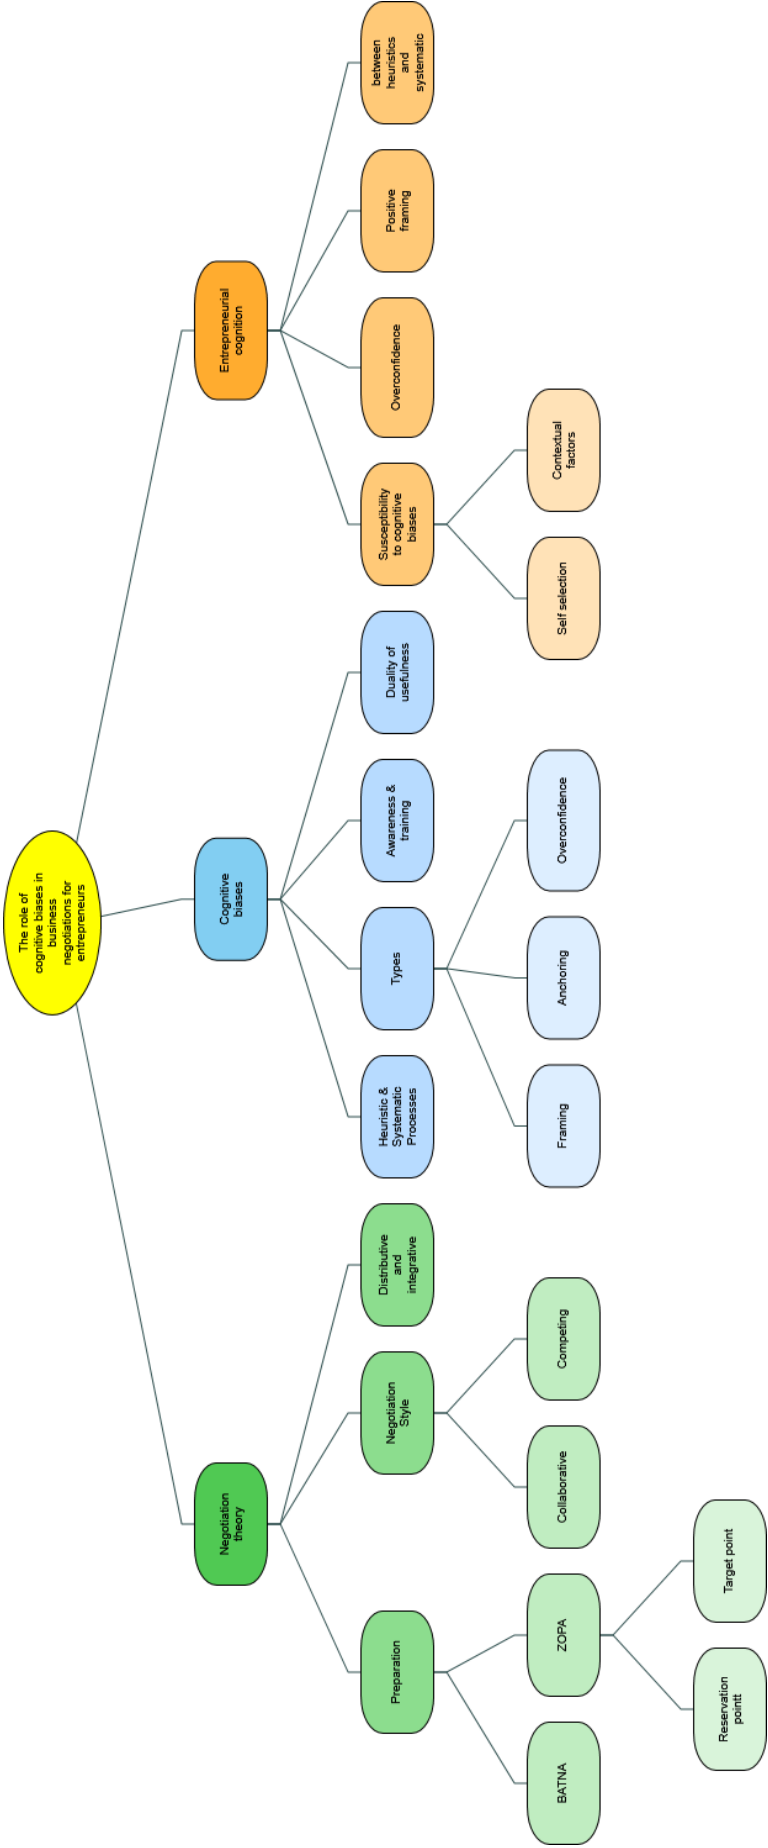 The role of
cognitive biases in
business
negotiations for
entrepreneurs
Negotiation
theory
Cognitive
biases
Entrepreneurial
cognition
Preparation
Negotiation
Style
Distributive
and
integrative
Heuristic &
Systematic
Processes
Types
Awareness &
training
Duality of
usefulness
Susceptibility
to cognitive
biases
Overconfidence
Positive
framing
between
heuristics
and
systematic
BATNA
ZOPA
Collaborative
Competing
Framing
Anchoring
Overconfidence
Self selection
Contextual
factors
Reservation
pointt
Target point